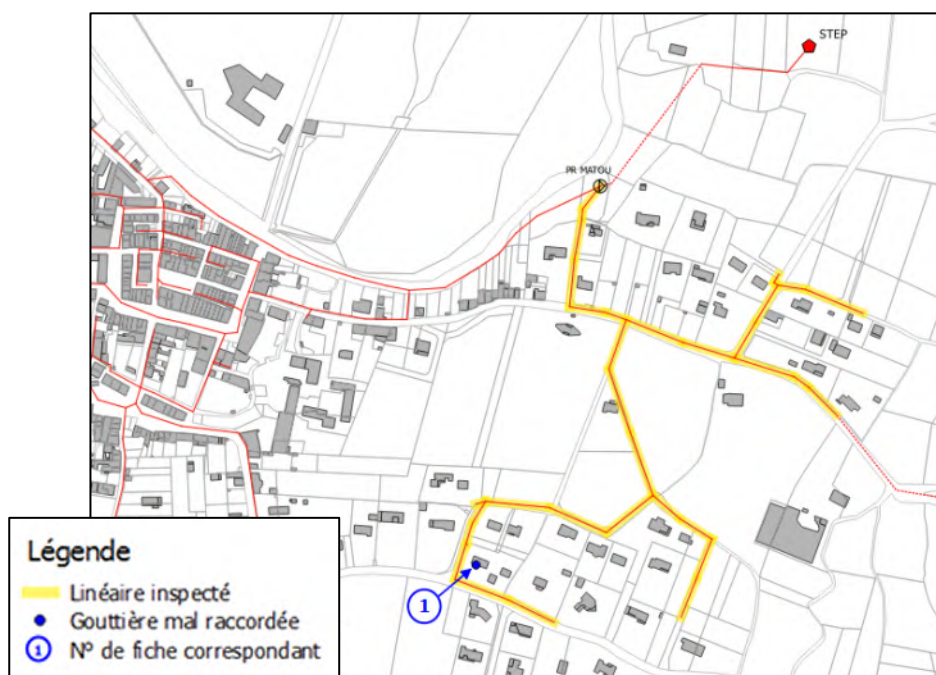 STEP
PR MATOU
Légende
Linéaire inspecté
Gouttière mal raccordée
1 N° de fiche correspondant
1